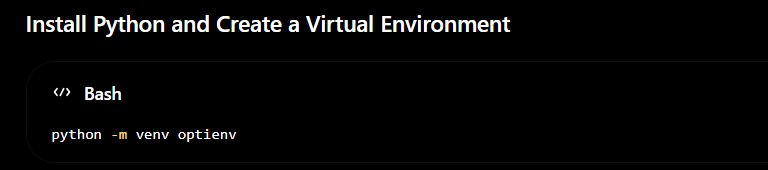 Install Python and Create a Virtual Environment
</> Bash
python -m venv optienv